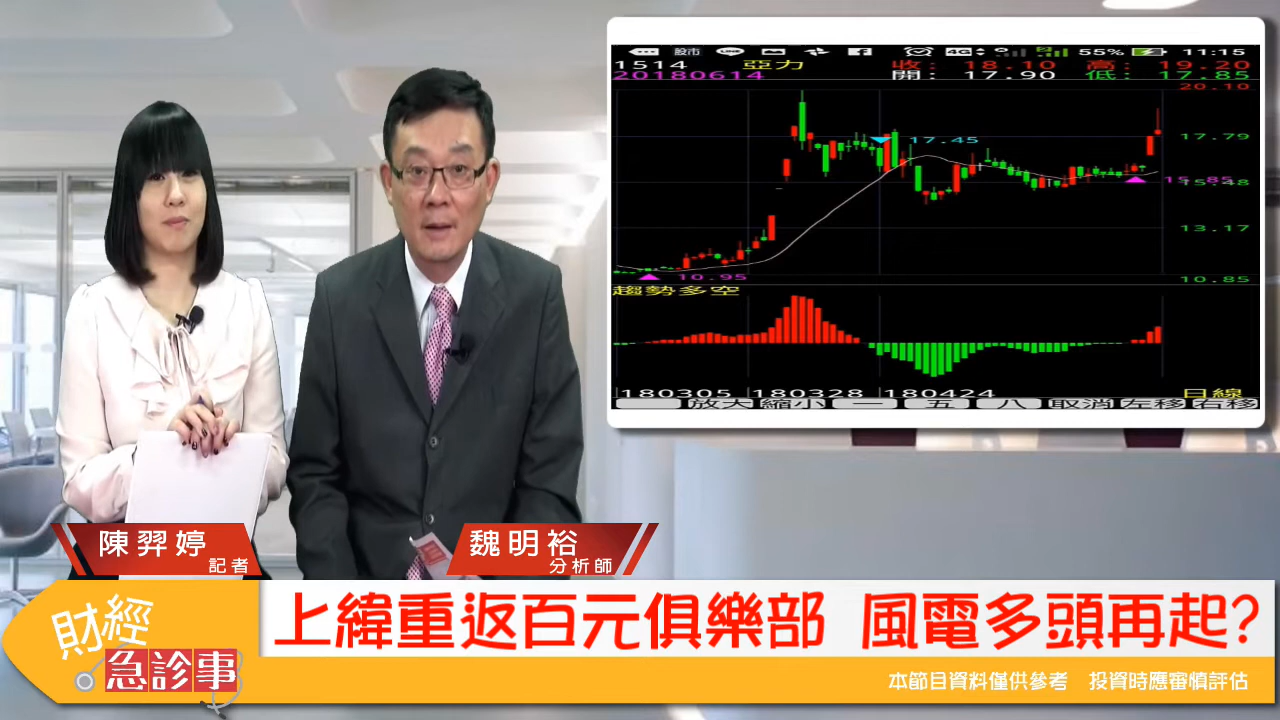 股市 LINE 4G 55% 11:15
1514 亞力 收: 18.10 高: 19.20
20180614 開: 17.90 低: 17.85
20.10
17.45
17.79
15.85
15.48
13.17
10.95
10.85
趨勢多空
180305 180328 180424 日線
放大 縮小 一 五 八 取消 左移 右移
陳羿婷
記者
魏明裕
分析師
財經
急診事
上緯重返百元俱樂部 風電多頭再起?
本節目資料僅供參考 投資時應審慎評估